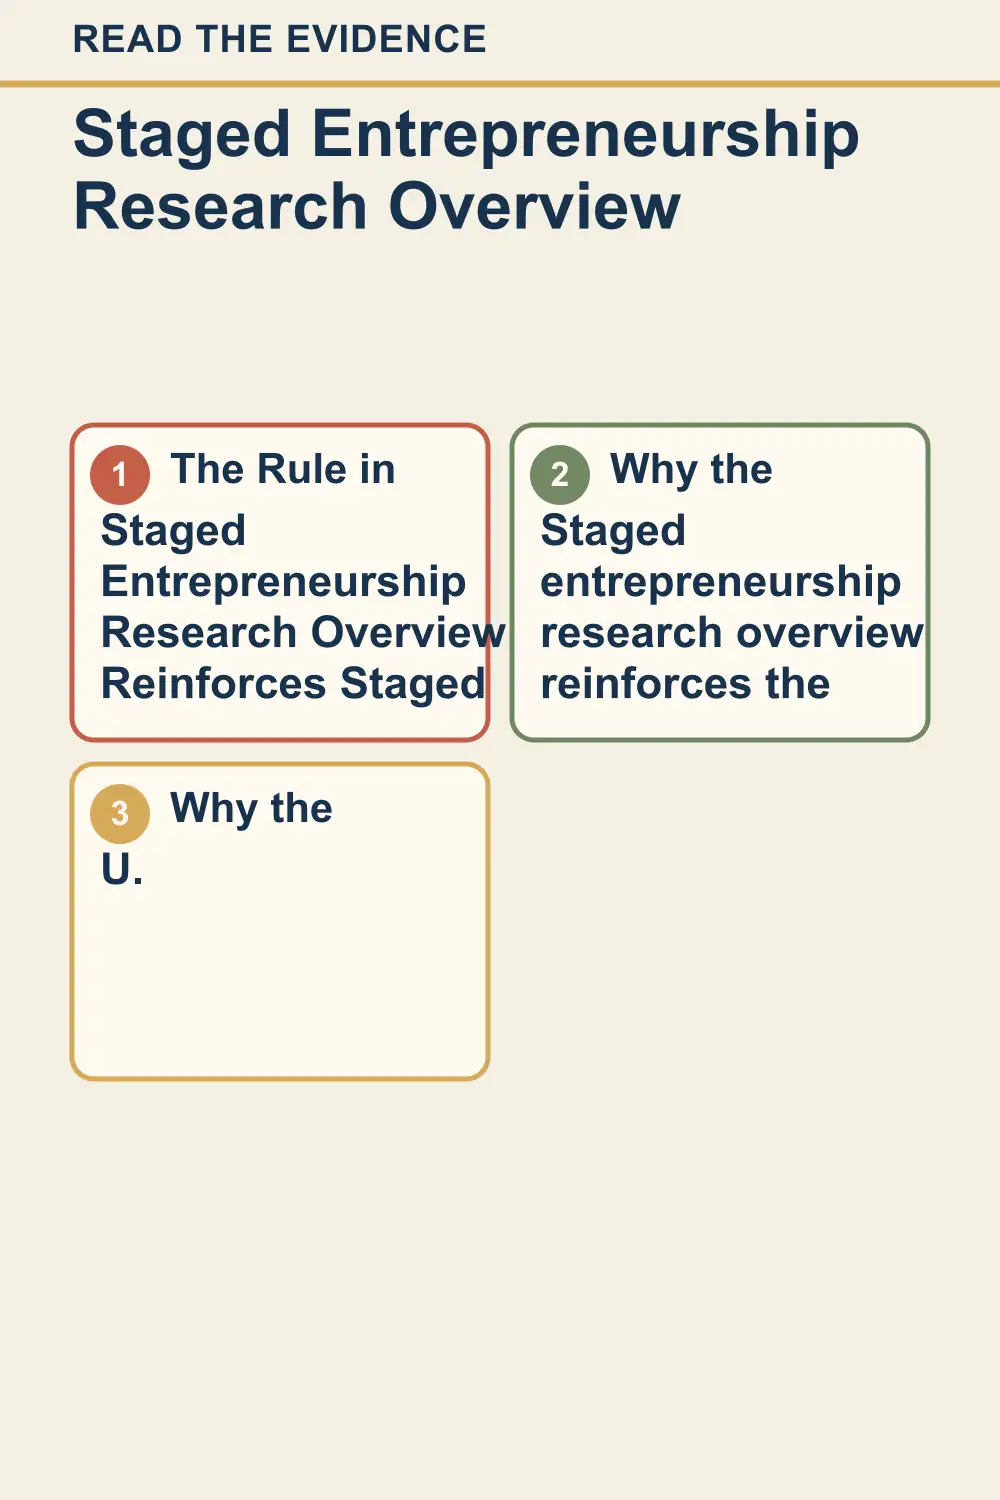 READ THE EVIDENCE
Staged Entrepreneurship
Research Overview
1 The Rule in
Staged
Entrepreneurship
Research Overview
Reinforces Staged
2 Why the
Staged
entrepreneurship
research overview
reinforces the
3 Why the
U.